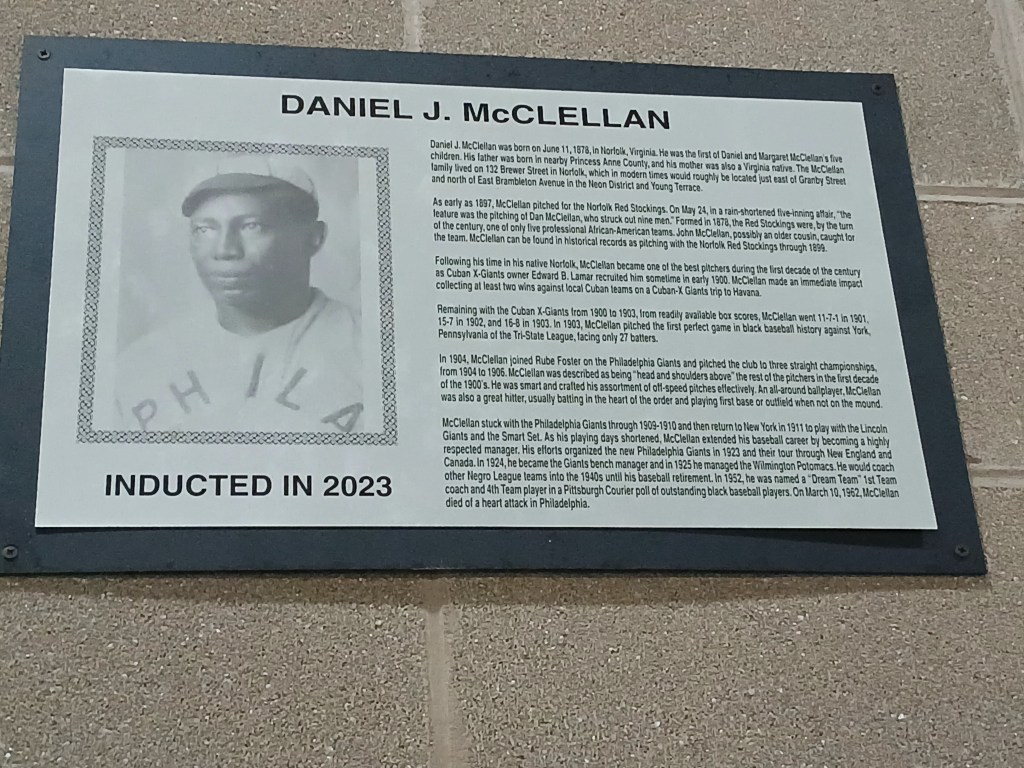 DANIEL J. McCLELLAN
Daniel J. McClellan was born on June 11, 1878, in Norfolk, Virginia. He was the first of Daniel and Margaret McClellan's five
children. His father was born in nearby Princess Anne County, and his mother was also a Virginia native. The McClellan
family lived on 132 Brewer Street in Norfolk, which in modern times would roughly be located just east of Granby Street
and north of East Brambleton Avenue in the Neon District and Young Terrace.
As early as 1897, McClellan pitched for the Norfolk Red Stockings. On May 24, in a rain-shortened five-inning affair, "the
feature was the pitching of Dan McClellan, who struck out nine men." Formed in 1878, the Red Stockings were, by the turn
of the century, one of only five professional African-American teams. John McClellan, possibly an older cousin, caught for
the team. McClellan can be found in historical records as pitching with the Norfolk Red Stockings through 1899.
Following his time in his native Norfolk, McClellan became one of the best pitchers during the first decade of the century
as Cuban X-Giants owner Edward B. Lamar recruited him sometime in early 1900. McClellan made an immediate impact
collecting at least two wins against local Cuban teams on a Cuban-X Giants trip to Havana.
Remaining with the Cuban X-Giants from 1900 to 1903, from readily available box scores, McClellan went 11-7-1 in 1901,
15-7 in 1902, and 16-8 in 1903. In 1903, McClellan pitched the first perfect game in black baseball history against York,
Pennsylvania of the Tri-State League, facing only 27 batters.
In 1904, McClellan joined Rube Foster on the Philadelphia Giants and pitched the club to three straight championships,
from 1904 to 1906. McClellan was described as being "head and shoulders above" the rest of the pitchers in the first decade
of the 1900's. He was smart and crafted his assortment of off-speed pitches effectively. An all-around ballplayer, McClellan
was also a great hitter, usually batting in the heart of the order and playing first base or outfield when not on the mound.
McClellan stuck with the Philadelphia Giants through 1909-1910 and then return to New York in 1911 to play with the Lincoln
Giants and the Smart Set. As his playing days shortened, McClellan extended his baseball career by becoming a highly
respected manager. His efforts organized the new Philadelphia Giants in 1923 and their tour through New England and
Canada. In 1924, he became the Giants bench manager and in 1925 he managed the Wilmington Potomacs. He would coach
other Negro League teams into the 1940s until his baseball retirement. In 1952, he was named a "Dream Team" 1st Team
coach and 4th Team player in a Pittsburgh Courier poll of outstanding black baseball players. On March 10, 1962, McClellan
died of a heart attack in Philadelphia.
PHILA
INDUCTED IN 2023